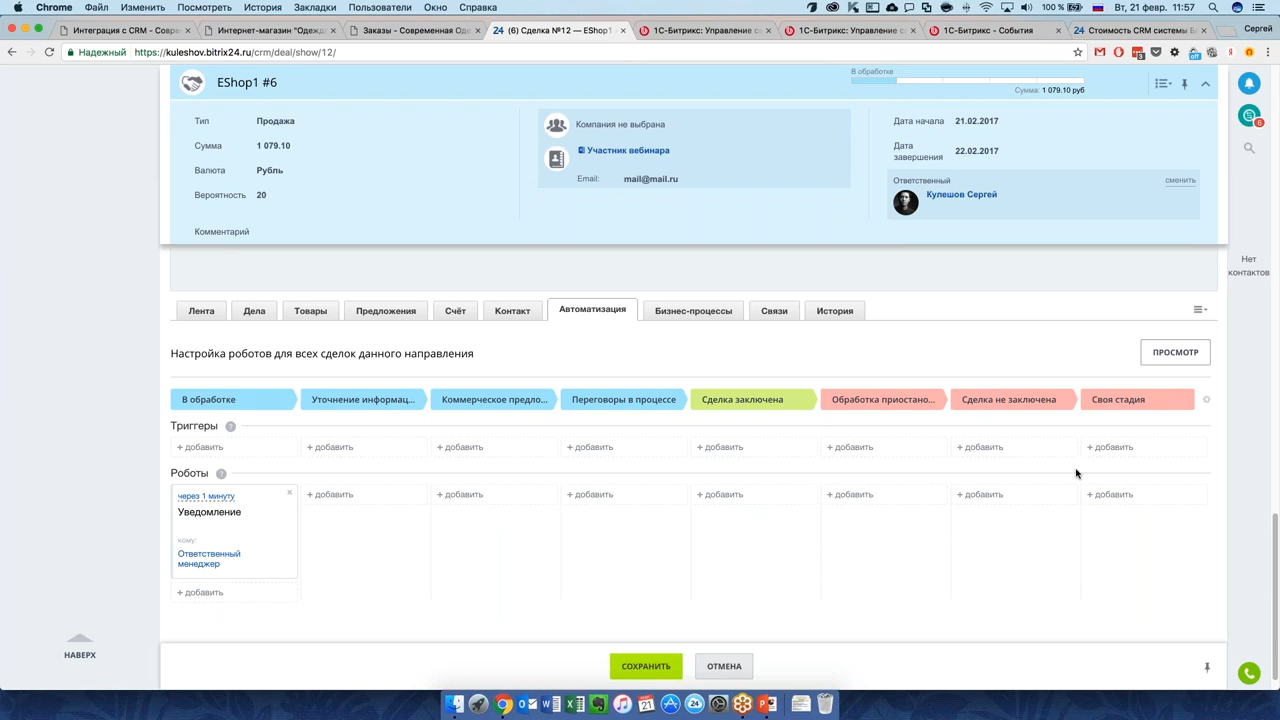 Chrome Файл Изменить Посмотреть История Закладки Пользователи Окно Справка 100 % Вт, 21 февр. 11:57
Интеграция с CRM - Совре Интернет-магазин "Одежд Заказы - Современная Од 24 (6) Сделка №12 — EShop1 1С-Битрикс: Управление со 1С-Битрикс: Управление со 1С-Битрикс - События 24 Стоимость CRM системы Б Сергей
Надежный https://kuleshov.bitrix24.ru/crm/deal/show/12/
EShop1 #6
В обработке
Сумма: 1 079.10 руб
Тип Продажа
Сумма 1 079.10
Валюта Рубль
Вероятность 20
Комментарий
Компания не выбрана
Участник вебинара
Email: mail@mail.ru
Дата начала 21.02.2017
Дата завершения 22.02.2017
Ответственный сменить
Кулешов Сергей
Нет
контактов
Лента Дела Товары Предложения Счёт Контакт Автоматизация Бизнес-процессы Связи История
Настройка роботов для всех сделок данного направления
ПРОСМОТР
В обработке Уточнение информац... Коммерческое предло... Переговоры в процессе Сделка заключена Обработка приостано... Сделка не заключена Своя стадия
Триггеры ?
+ добавить + добавить + добавить + добавить + добавить + добавить + добавить + добавить
Роботы ?
через 1 минуту
Уведомление
кому:
Ответственный
менеджер
+ добавить
+ добавить + добавить + добавить + добавить + добавить + добавить + добавить
НАВЕРХ
СОХРАНИТЬ ОТМЕНА